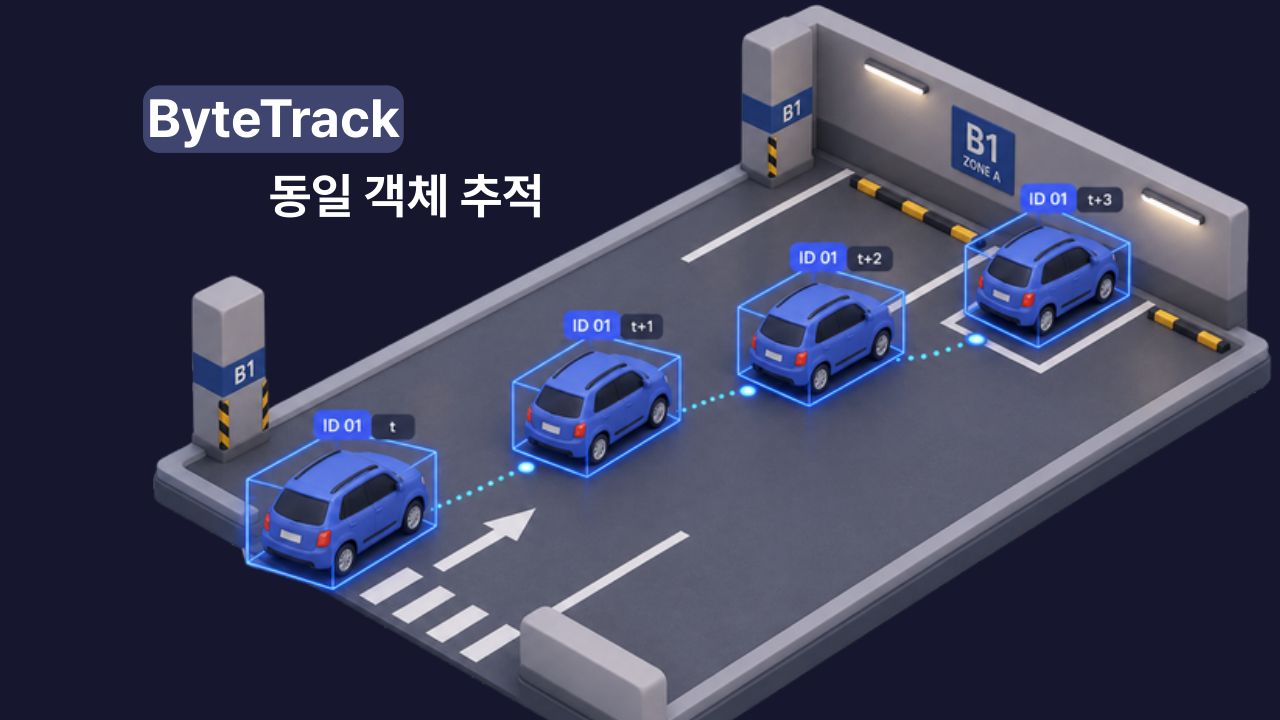 ByteTrack
동일 객체 추적
B1
B1
ZONE A
ID 01 t+3
ID 01 t+2
ID 01 t+1
B1
ID 01 t